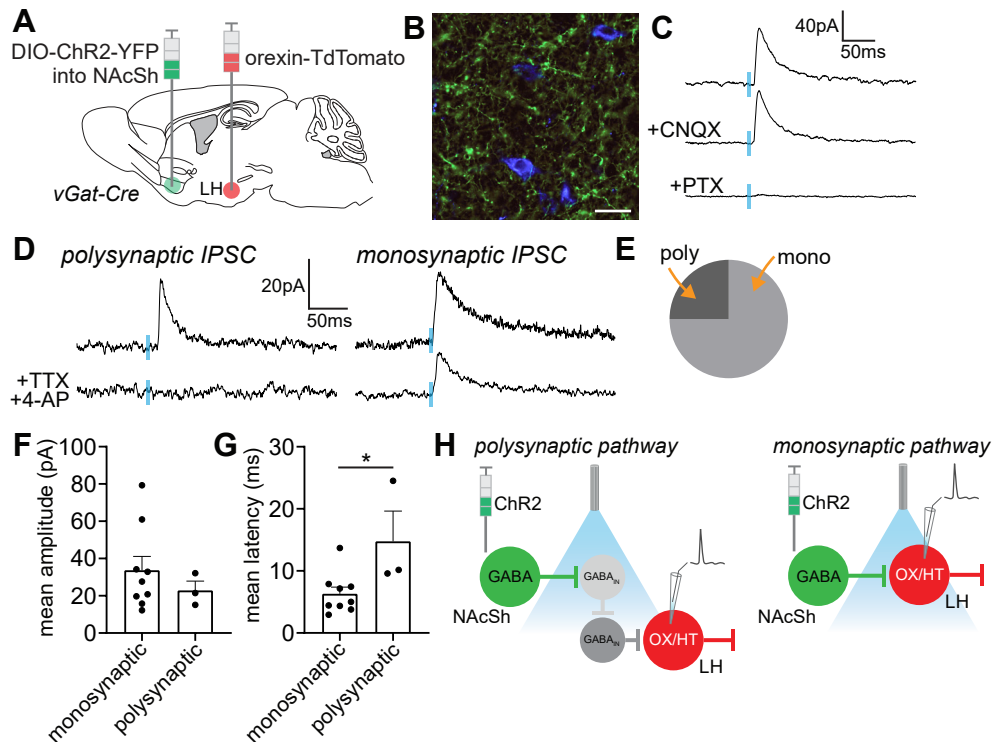 A
DIO-ChR2-YFP
into NAcSh
orexin-TdTomato
vGat-Cre
LH
B
C
40pA
50ms
+CNQX
+PTX
D
polysynaptic IPSC
monosynaptic IPSC
20pA
50ms
+TTX
+4-AP
E
poly
mono
F
mean amplitude (pA)
100
80
60
40
20
0
monosynaptic
polysynaptic
G
mean latency (ms)
30
20
10
0
*
monosynaptic
polysynaptic
H
polysynaptic pathway
ChR2
GABA
NAcSh
GABAIN
GABAIN
OX/HT
LH
monosynaptic pathway
ChR2
GABA
NAcSh
OX/HT
LH